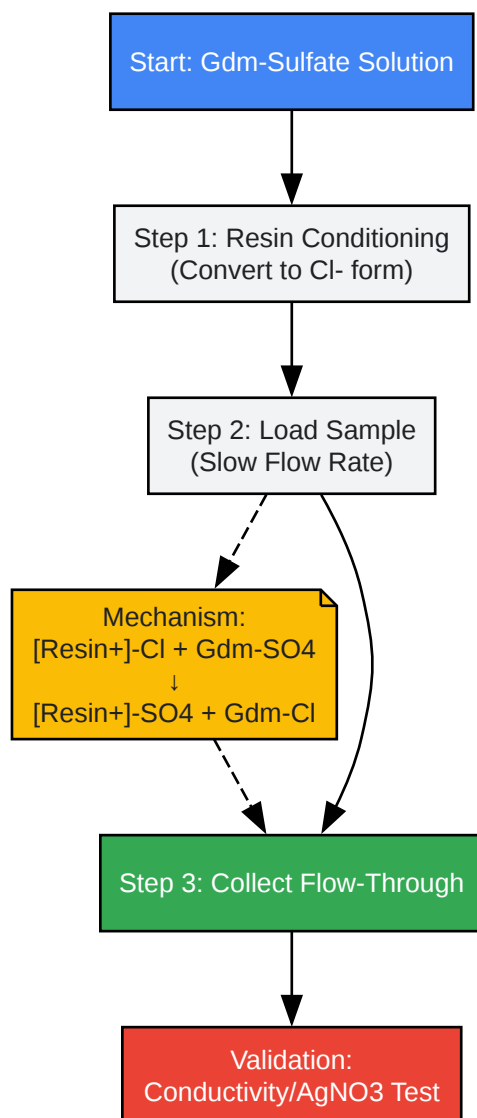 Start: Gdm-Sulfate Solution
Step 1: Resin Conditioning
(Convert to Cl- form)
Step 2: Load Sample
(Slow Flow Rate)
Mechanism:
[Resin+]-Cl + Gdm-SO4
↓
[Resin+]-SO4 + Gdm-Cl
Step 3: Collect Flow-Through
Validation:
Conductivity/AgNO3 Test